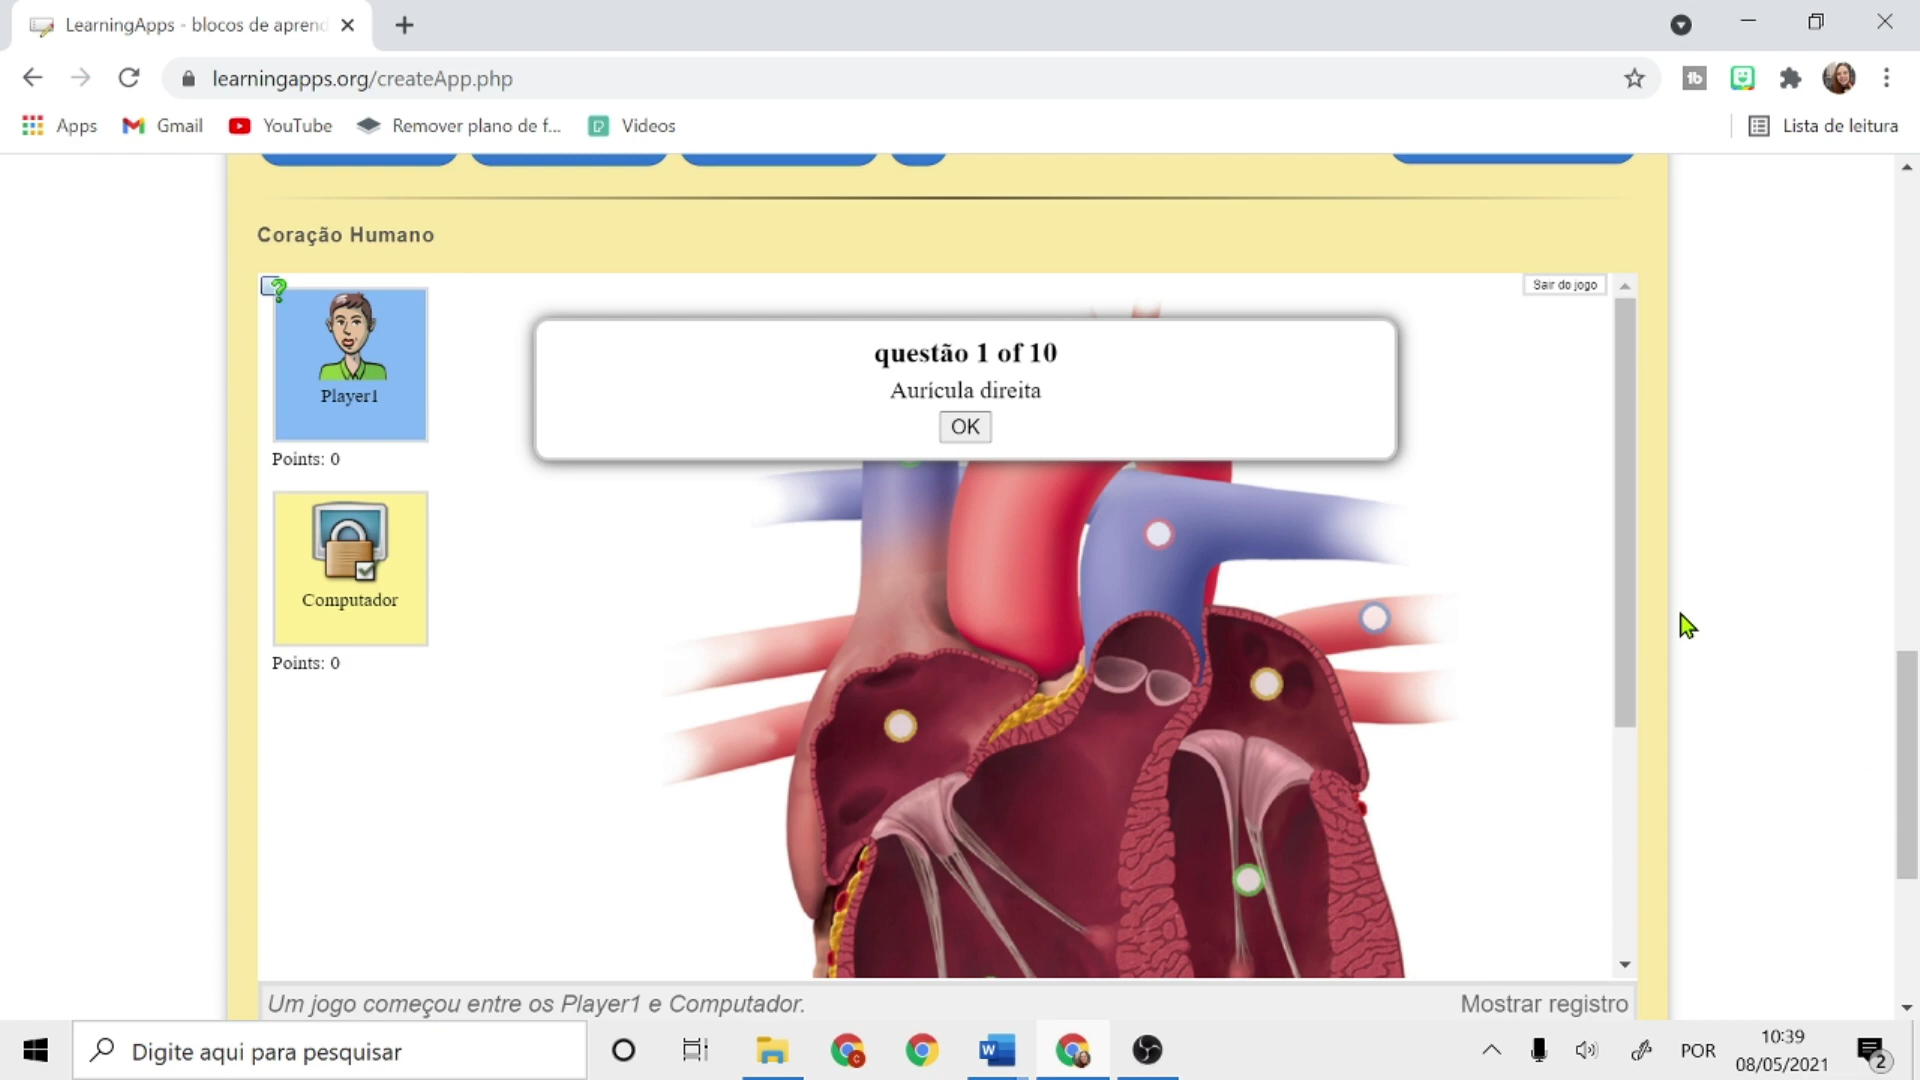 LearningApps - blocos de aprend
learningapps.org/createApp.php
Apps
Gmail
YouTube
Remover plano de f...
Videos
Lista de leitura
Coração Humano
Sair do jogo
Player1
Points: 0
questão 1 of 10
Aurícula direita
OK
Computador
Points: 0
Um jogo começou entre os Player1 e Computador.
Mostrar registro
Digite aqui para pesquisar
POR
10:39
08/05/2021
2